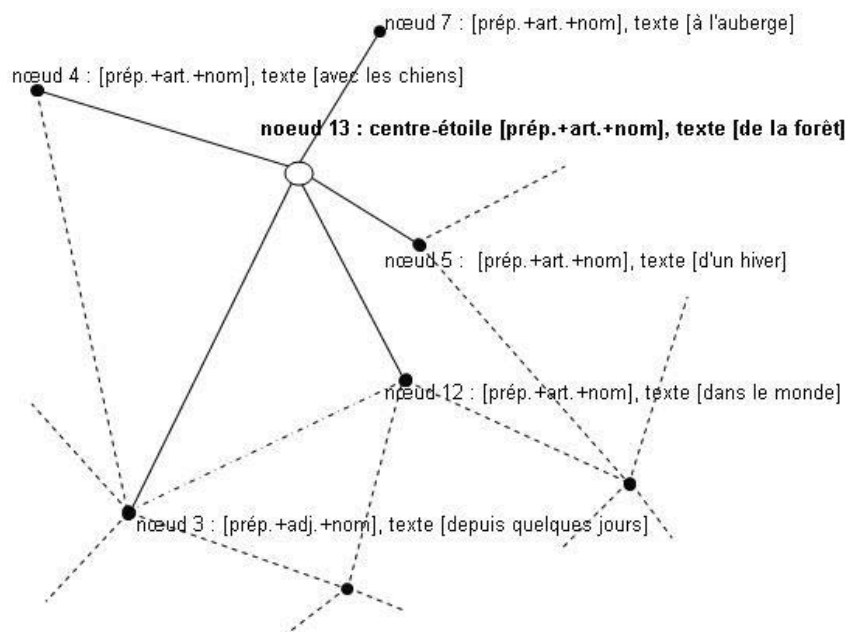 nœud 7 : [prép.+art.+nom], texte [à l'auberge]
nœud 4 : [prép.+art.+nom], texte [avec les chiens]
noeud 13 : centre-étoile [prép.+art.+nom], texte [de la forêt]
nœud 5 : [prép.+art.+nom], texte [d'un hiver]
nœud 12 : [prép.+art.+nom], texte [dans le monde]
nœud 3 : [prép.+adj.+nom], texte [depuis quelques jours]